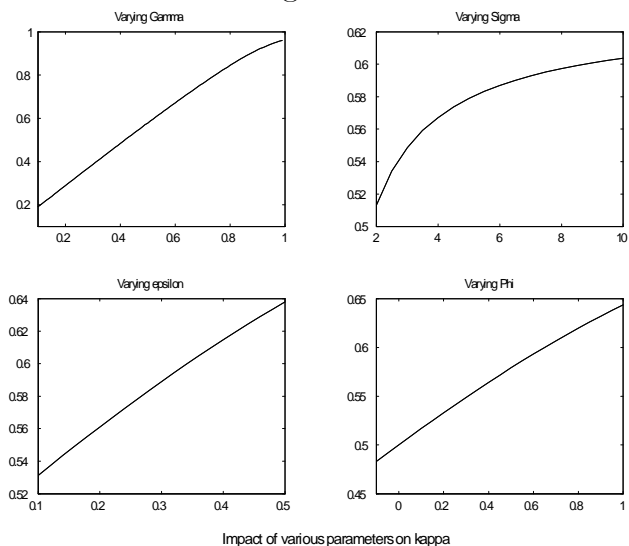 Varying Gamma
1
0.8
0.6
0.4
0.2
0.2 0.4 0.6 0.8 1
Varying Sigma
0.62
0.6
0.58
0.56
0.54
0.52
0.5
2 4 6 8 10
Varying epsilon
0.64
0.62
0.6
0.58
0.56
0.54
0.52
0.1 0.2 0.3 0.4 0.5
Varying Phi
0.65
0.6
0.55
0.5
0.45
0 0.2 0.4 0.6 0.8 1
Impact of various parameters on kappa